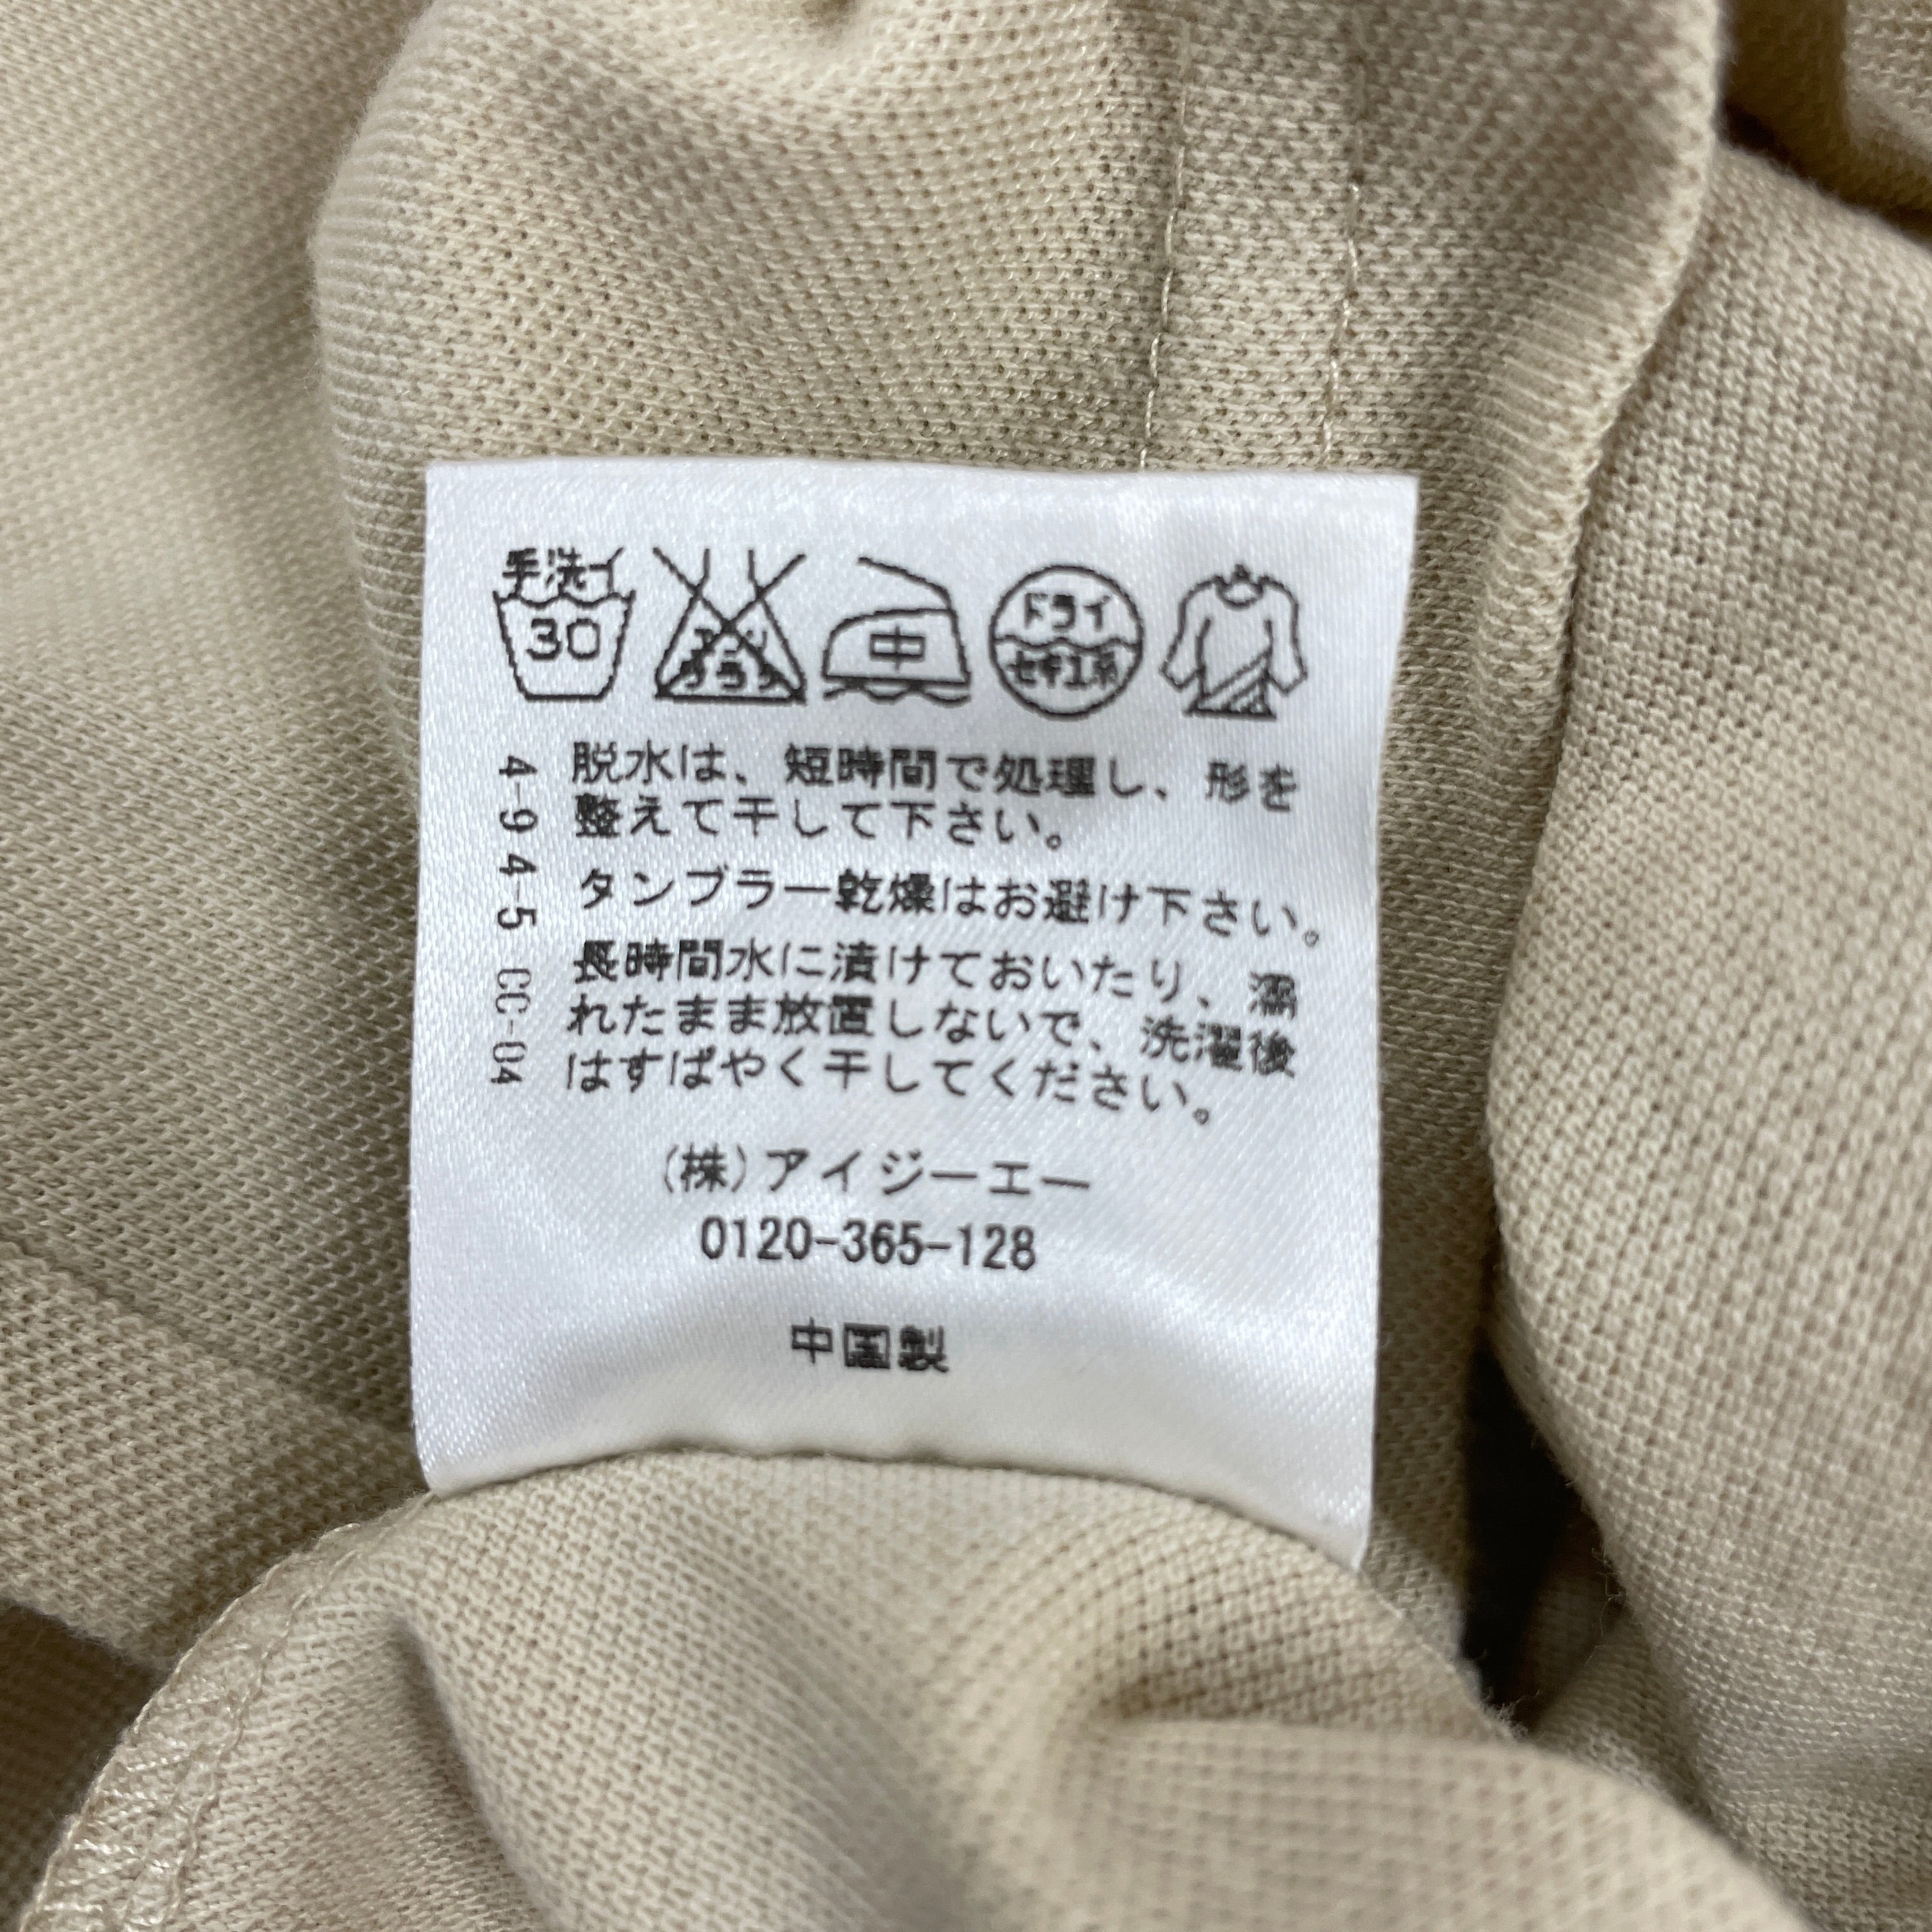 手洗イ
30
中
ドライ
セキユ系
脱水は、短時間で処理し、形を
整えて干して下さい。
タンブラー乾燥はお避け下さい。
長時間水に漬けておいたり、濡
れたまま放置しないで、洗濯後
はすばやく干してください。
4-94-5 CC-04
(株)アイジーエー
0120-365-128
中国製